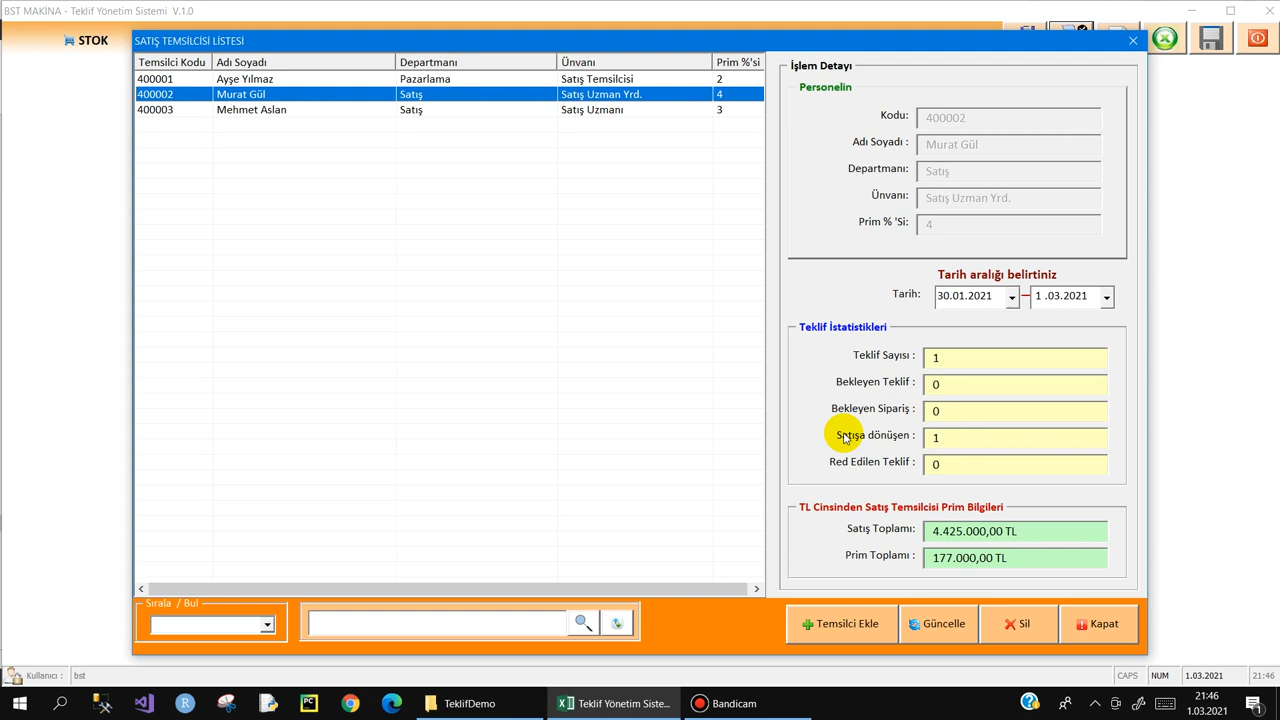 BST MAKİNA - Teklif Yönetim Sistemi V.1.0
STOK
SATIŞ TEMSİLCİSİ LİSTESİ
Temsilci Kodu Adı Soyadı Departmanı Ünvanı Prim %'si
400001 Ayşe Yılmaz Pazarlama Satış Temsilcisi 2
400002 Murat Gül Satış Satış Uzman Yrd. 4
400003 Mehmet Aslan Satış Satış Uzmanı 3
İşlem Detayı
Personelin
Kodu: 400002
Adı Soyadı : Murat Gül
Departmanı: Satış
Ünvanı: Satış Uzman Yrd.
Prim % 'Si: 4
Tarih aralığı belirtiniz
Tarih: 30.01.2021 — 1 .03.2021
Teklif İstatistikleri
Teklif Sayısı : 1
Bekleyen Teklif : 0
Bekleyen Sipariş : 0
Satışa dönüşen : 1
Red Edilen Teklif : 0
TL Cinsinden Satış Temsilcisi Prim Bilgileri
Satış Toplamı: 4.425.000,00 TL
Prim Toplamı : 177.000,00 TL
Sırala / Bul
Temsilci Ekle Güncelle Sil Kapat
Kullanıcı : bst CAPS NUM 1.03.2021 21:46
TeklifDemo Teklif Yönetim Siste... Bandicam
21:46
1.03.2021